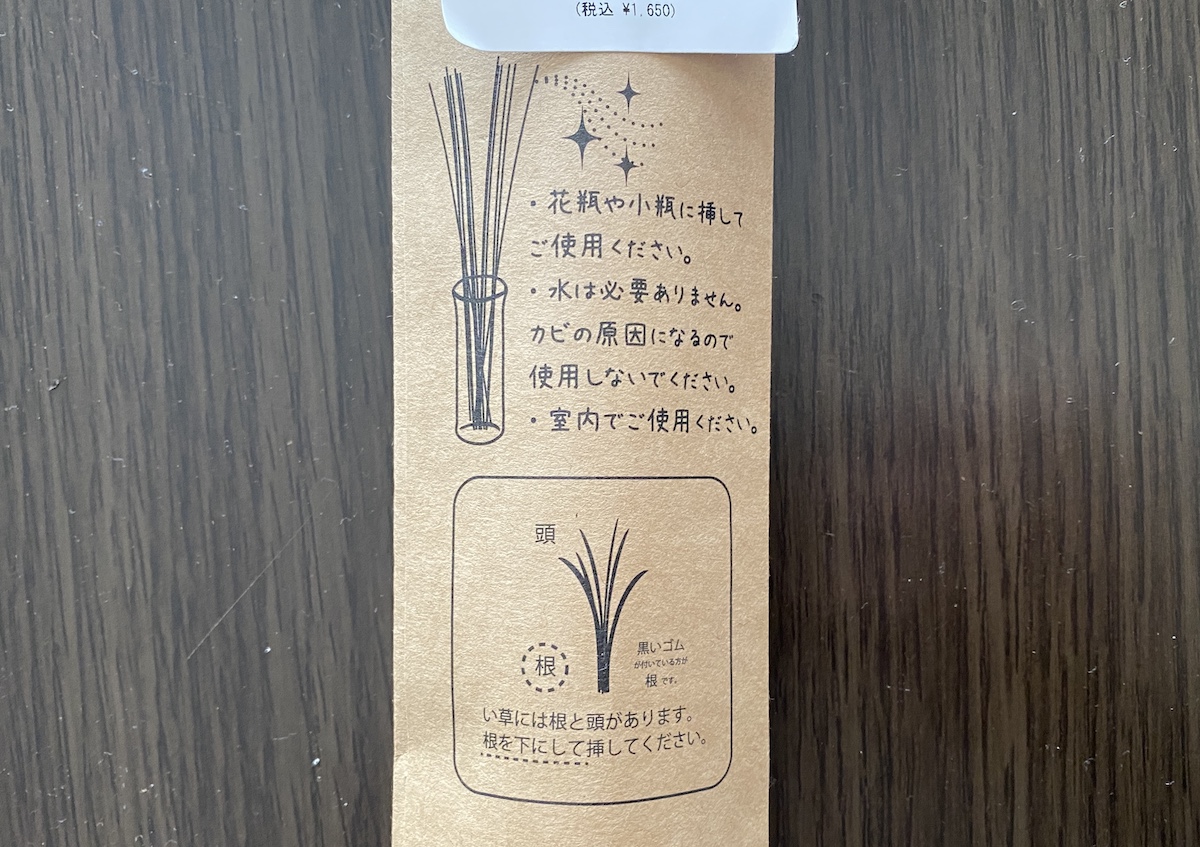 (税込 ¥1,650)
・花瓶や小瓶に挿して
ご使用ください。
・水は必要ありません。
カビの原因になるので
使用しないでください。
・室内でご使用ください。
頭
根
黒いゴム
が付いている方が
根です。
い草には根と頭があります。
根を下にして挿してください。